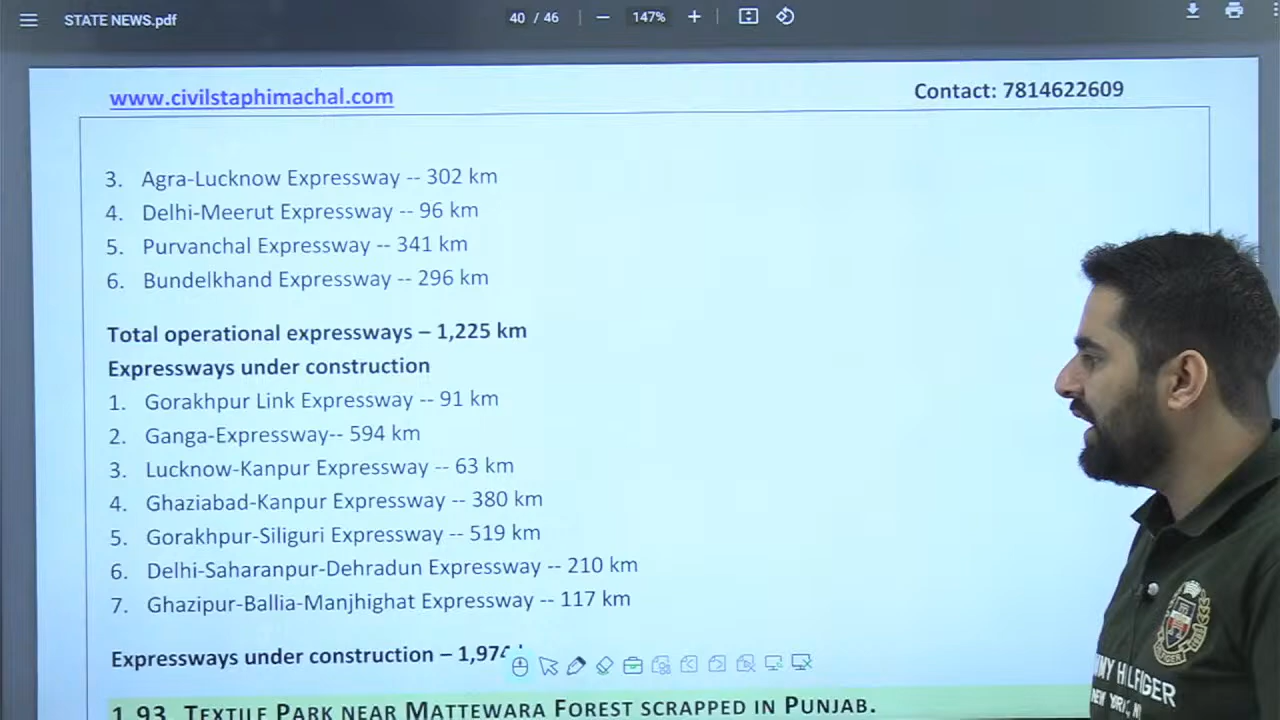 STATE NEWS.pdf
40 / 46
147%
www.civilstaphimachal.com
Contact: 7814622609
3. Agra-Lucknow Expressway -- 302 km
4. Delhi-Meerut Expressway -- 96 km
5. Purvanchal Expressway -- 341 km
6. Bundelkhand Expressway -- 296 km
Total operational expressways – 1,225 km
Expressways under construction
1. Gorakhpur Link Expressway -- 91 km
2. Ganga-Expressway-- 594 km
3. Lucknow-Kanpur Expressway -- 63 km
4. Ghaziabad-Kanpur Expressway -- 380 km
5. Gorakhpur-Siliguri Expressway -- 519 km
6. Delhi-Saharanpur-Dehradun Expressway -- 210 km
7. Ghazipur-Ballia-Manjhighat Expressway -- 117 km
Expressways under construction –
1.93. TEXTILE PARK NEAR MATTEWARA FOREST SCRAPPED IN PUNJAB.
NEW YORK, N